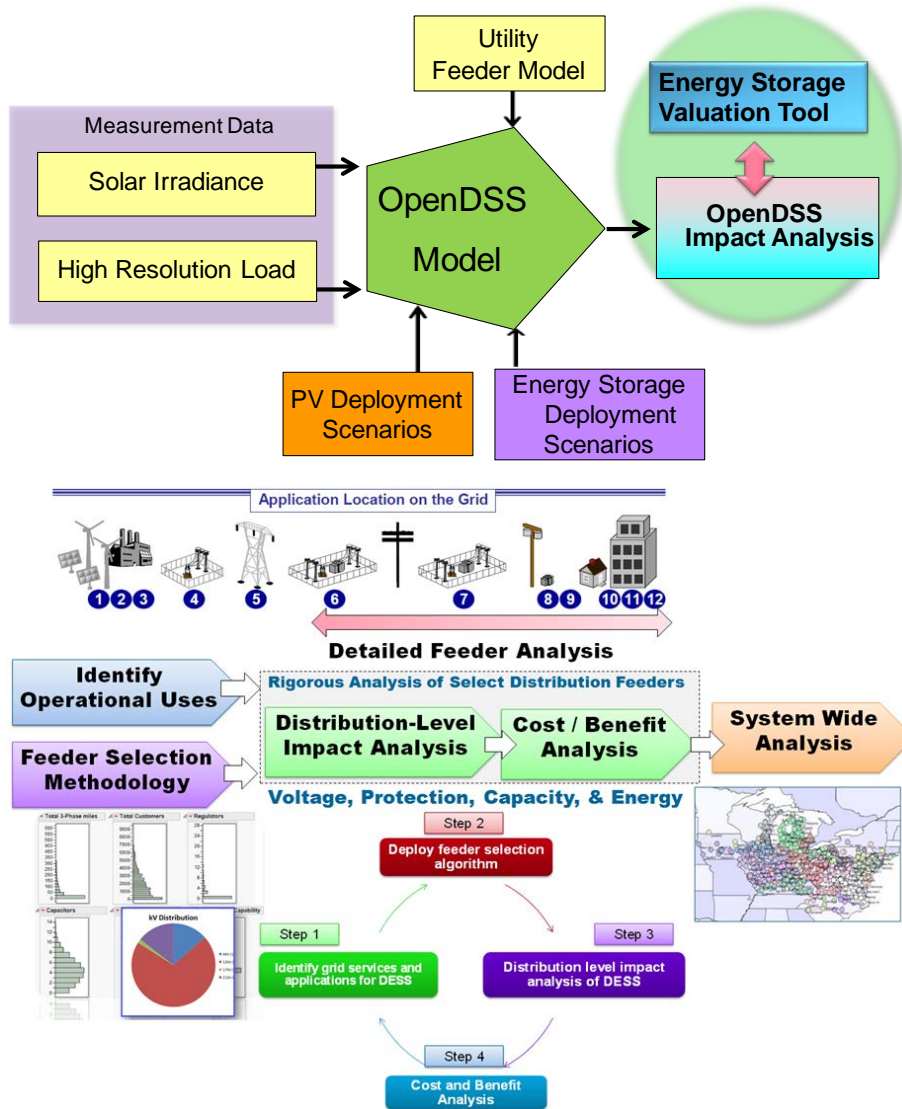 Utility
Feeder Model
Energy Storage
Valuation Tool
Measurement Data
Solar Irradiance
High Resolution Load
OpenDSS
Model
OpenDSS
Impact Analysis
PV Deployment
Scenarios
Energy Storage
Deployment
Scenarios
Application Location on the Grid
1 2 3 4 5 6 7 8 9 10 11 12
Detailed Feeder Analysis
Identify
Operational Uses
Rigorous Analysis of Select Distribution Feeders
Distribution-Level
Impact Analysis
Cost / Benefit
Analysis
System Wide
Analysis
Feeder Selection
Methodology
Voltage, Protection, Capacity, & Energy
Total 3-Phase miles
Total Customers
Regulators
Capacitors
Capability
kV Distribution
Step 2
Deploy feeder selection
algorithm
Step 1
Identify grid services and
applications for DESS
Step 3
Distribution level impact
analysis of DESS
Step 4
Cost and Benefit
Analysis